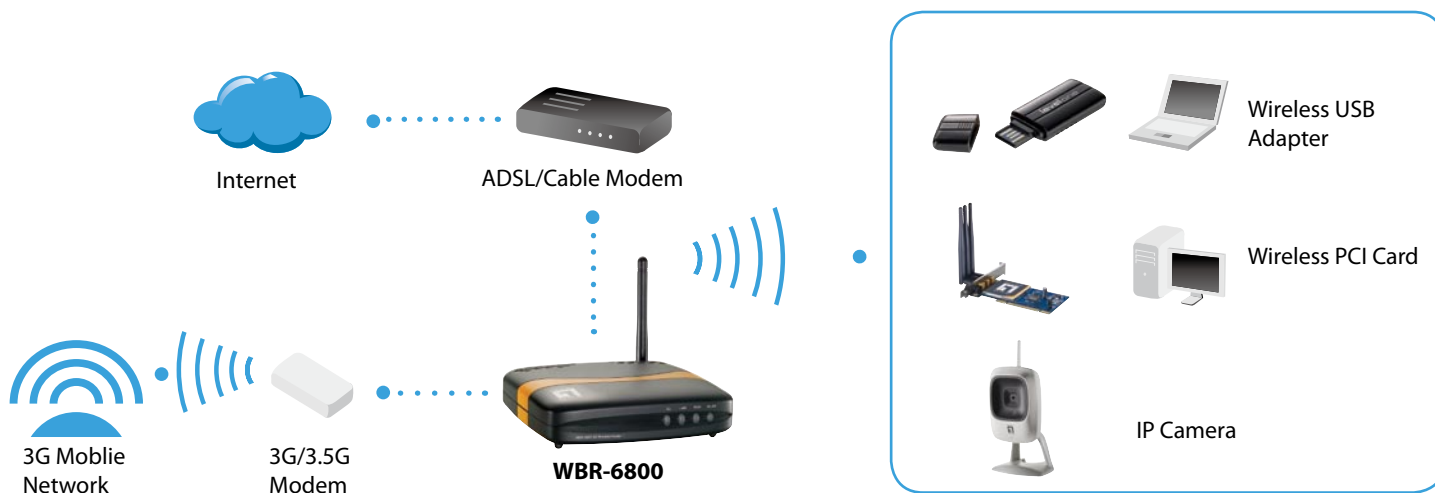 Internet
ADSL/Cable Modem
3G Moblie
Network
3G/3.5G
Modem
WBR-6800
Wireless USB
Adapter
Wireless PCI Card
IP Camera